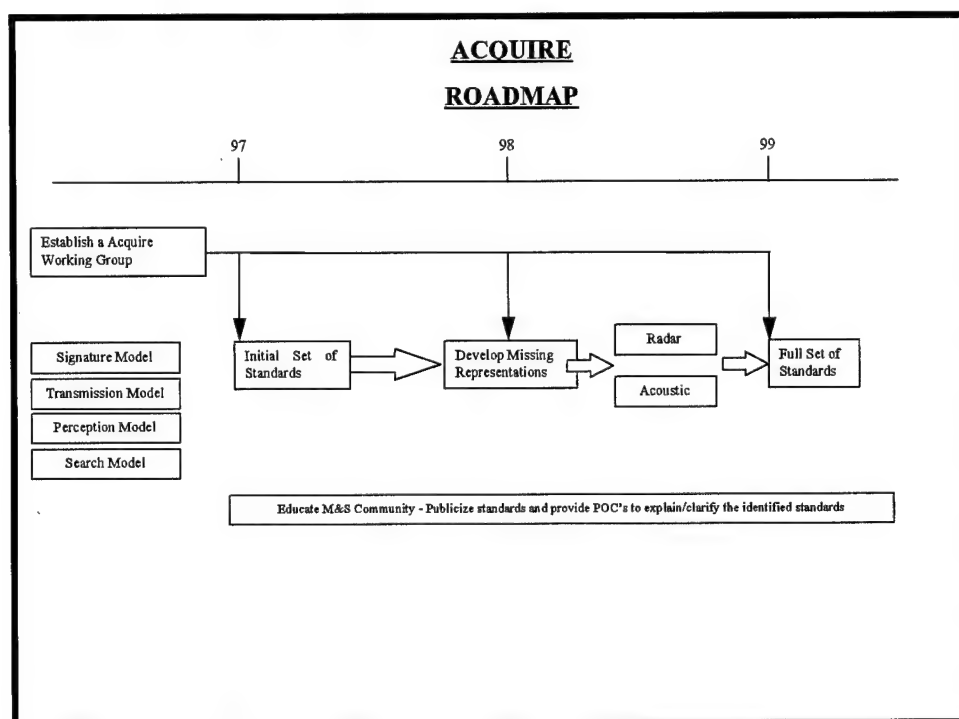 ACQUIRE
ROADMAP
97
98
99
Establish a Acquire
Working Group
Signature Model
Transmission Model
Perception Model
Search Model
Initial Set of
Standards
Develop Missing
Representations
Radar
Acoustic
Full Set of
Standards
Educate M&S Community - Publicize standards and provide POC's to explain/clarify the identified standards